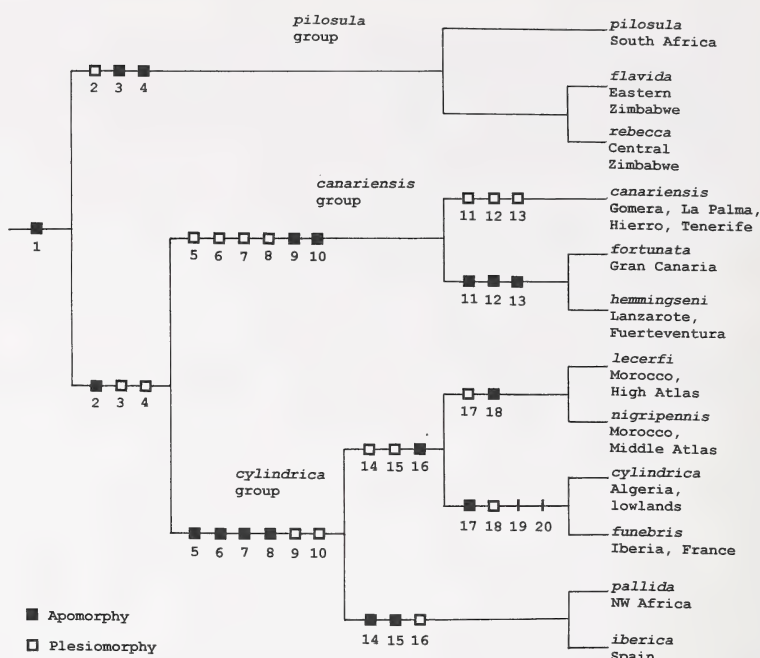 pilosula
group
2 3 4
pilosula
South Africa
flavida
Eastern
Zimbabwe
rebecca
Central
Zimbabwe
1
canariensis
group
5 6 7 8 9 10
11 12 13
canariensis
Gomera, La Palma,
Hierro, Tenerife
11 12 13
fortunata
Gran Canaria
hemmingseni
Lanzarote,
Fuerteventura
2 3 4
cylindrica
group
5 6 7 8 9 10
14 15 16
17 18
lecerfi
Morocco,
High Atlas
nigripennis
Morocco,
Middle Atlas
17 18 19 20
cylindrica
Algeria,
lowlands
funebris
Iberia, France
14 15 16
pallida
NW Africa
iberica
Spain
Apomorphy
Plesiomorphy